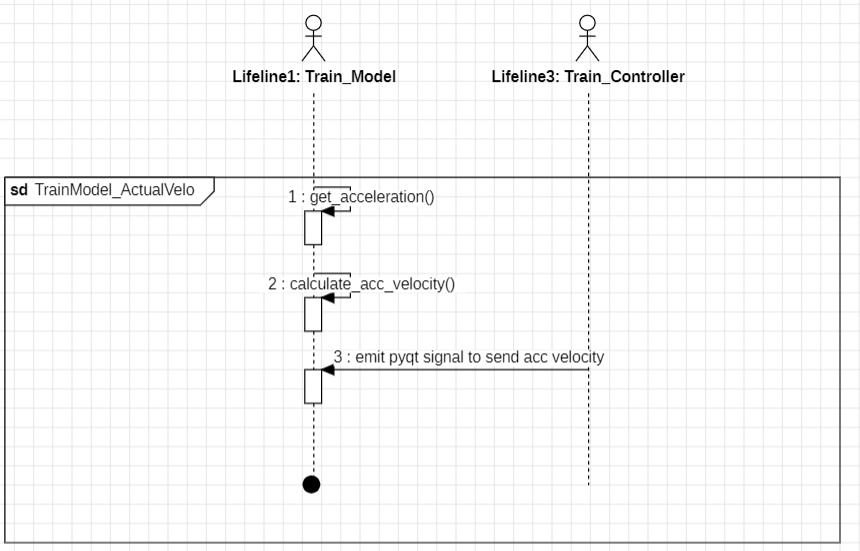 Lifeline1: Train_Model
Lifeline3: Train_Controller
sd TrainModel_ActualVelo
1 : get_acceleration()
2 : calculate_acc_velocity()
3 : emit pyqt signal to send acc velocity